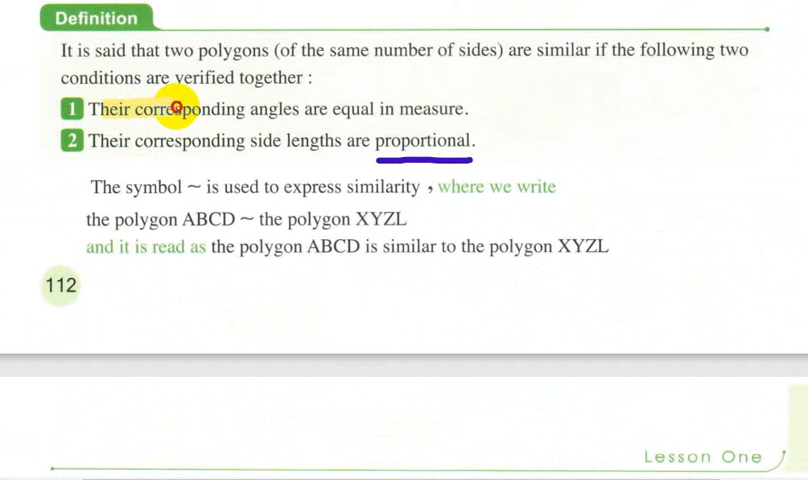 Definition
It is said that two polygons (of the same number of sides) are similar if the following two
conditions are verified together :
1 Their corresponding angles are equal in measure.
2 Their corresponding side lengths are proportional.
The symbol ~ is used to express similarity , where we write
the polygon ABCD ~ the polygon XYZL
and it is read as the polygon ABCD is similar to the polygon XYZL
112
Lesson One